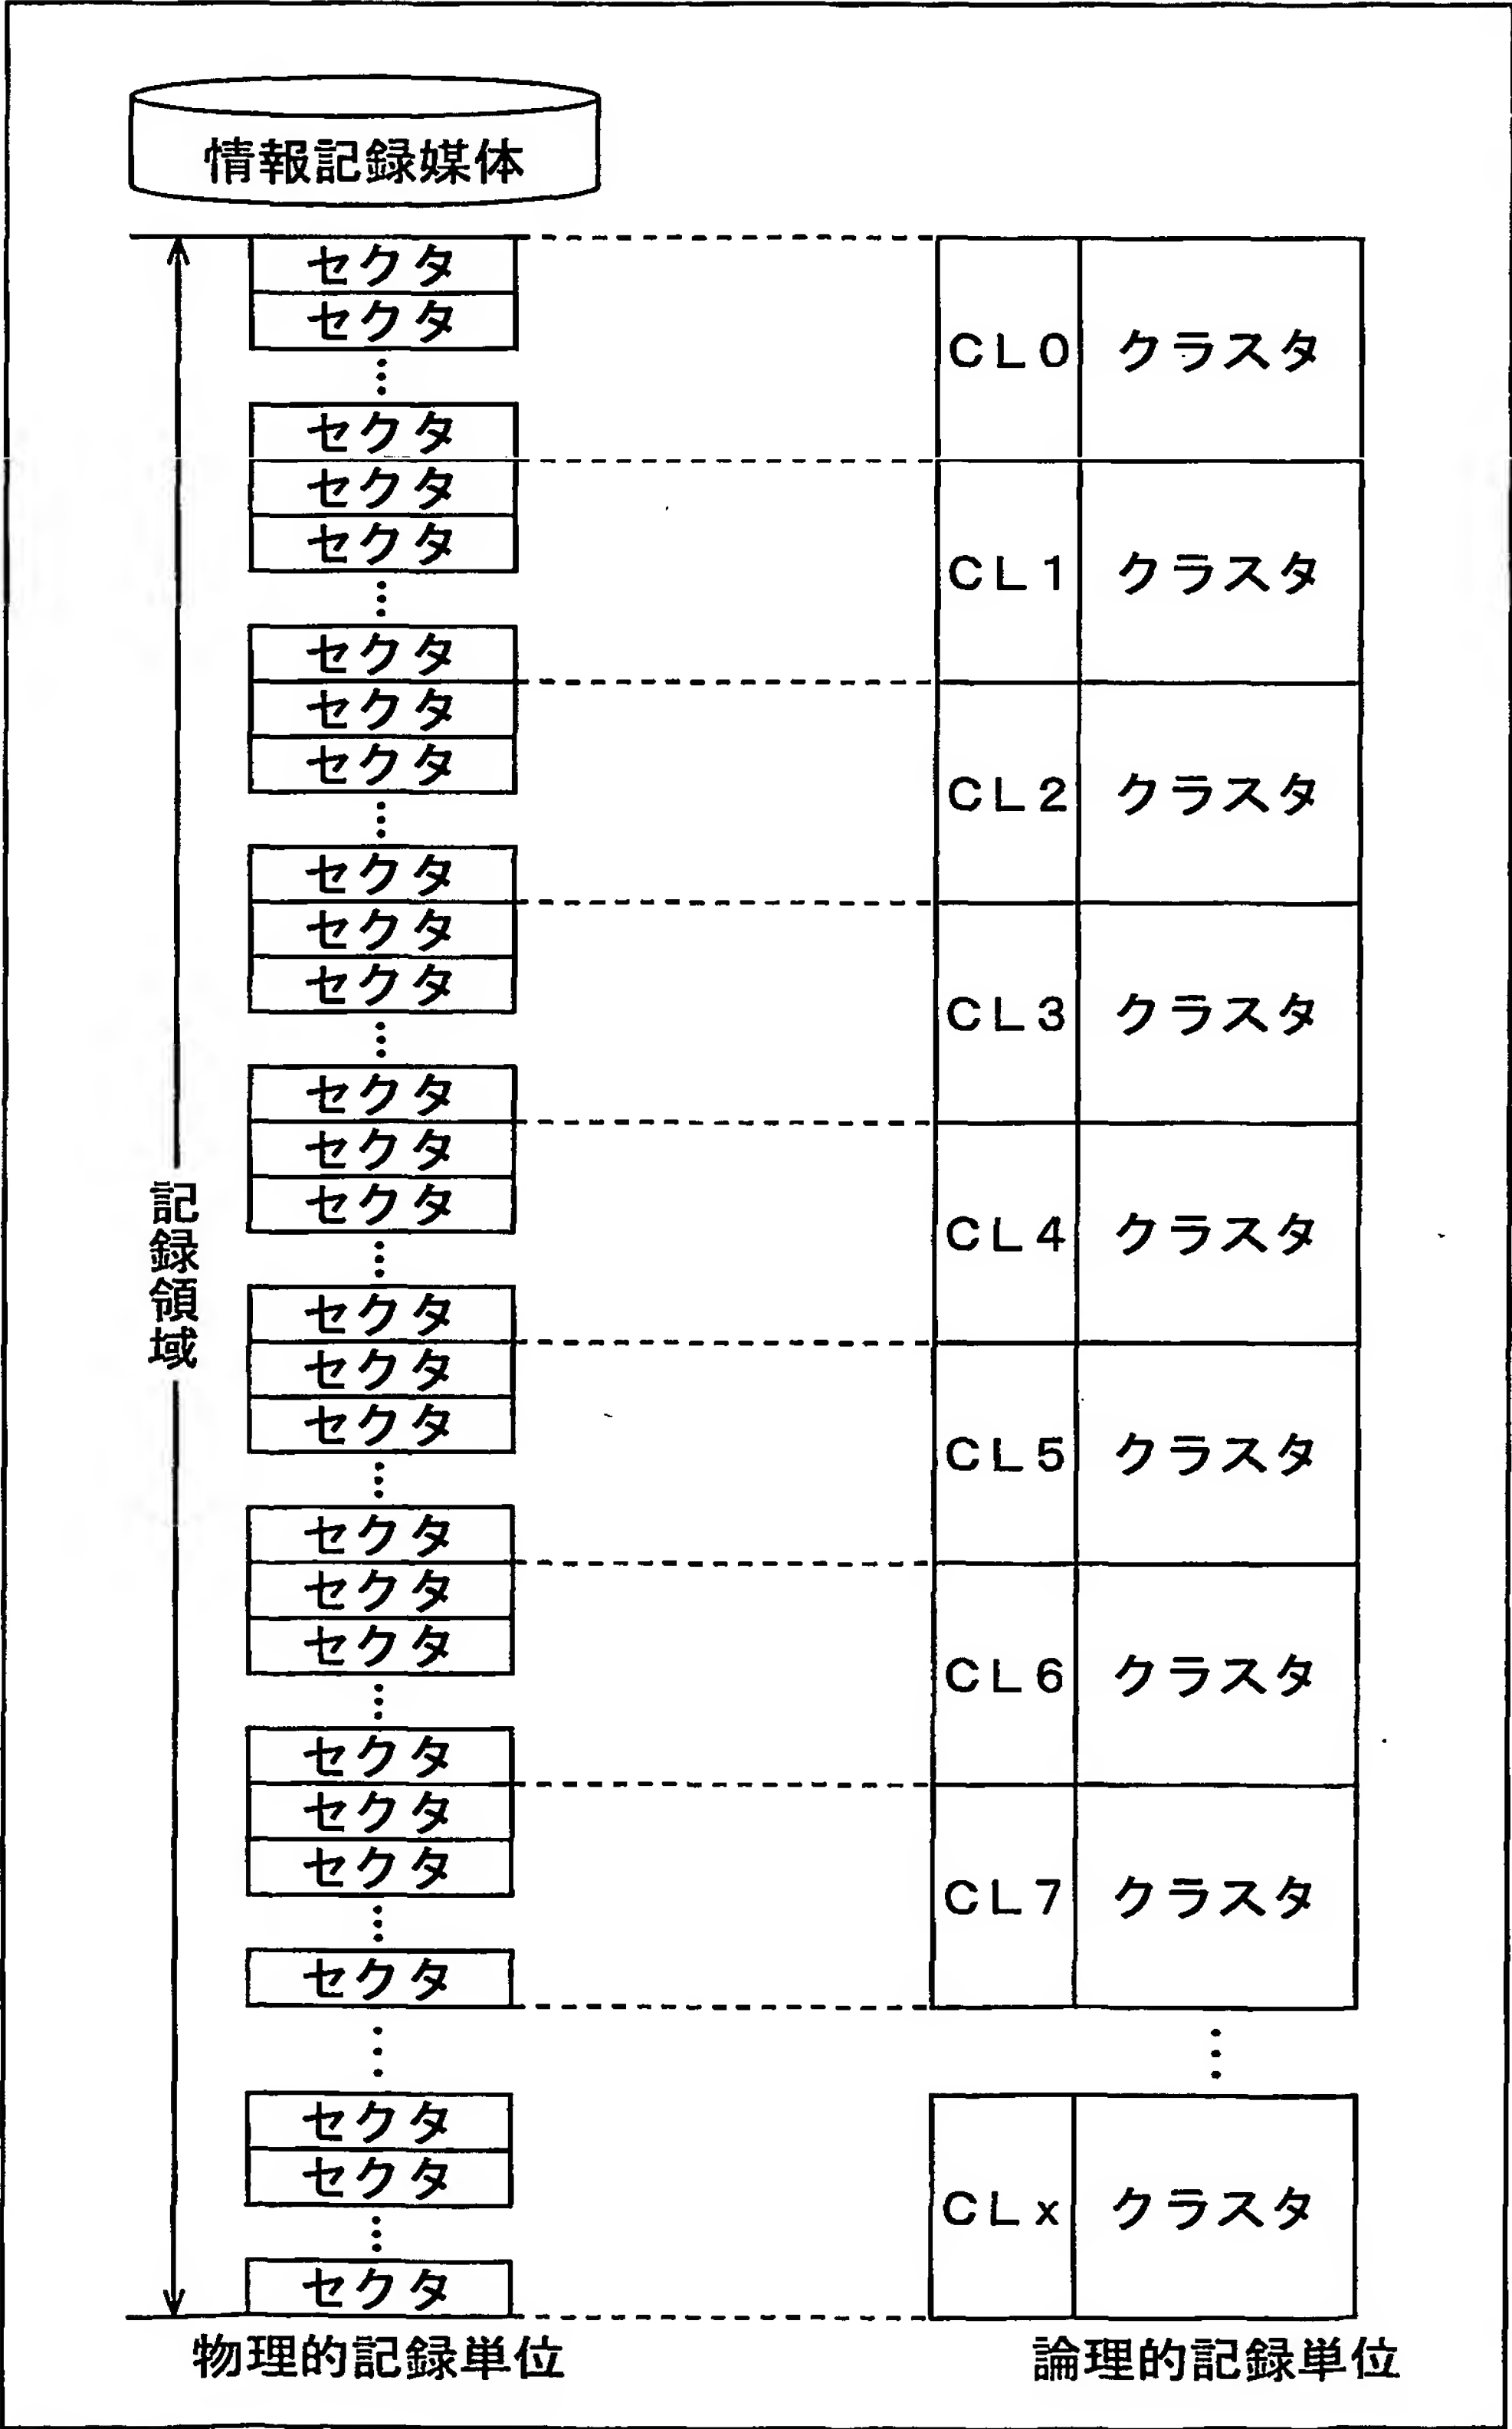 情報記録媒体
セクタ
セクタ
CL0 クラスタ
セクタ
セクタ
セクタ
CL1 クラスタ
セクタ
セクタ
セクタ
CL2 クラスタ
セクタ
セクタ
セクタ
CL3 クラスタ
セクタ
セクタ
セクタ
CL4 クラスタ
記録領域
セクタ
セクタ
セクタ
CL5 クラスタ
セクタ
セクタ
セクタ
CL6 クラスタ
セクタ
セクタ
セクタ
CL7 クラスタ
セクタ
セクタ
セクタ
CLx クラスタ
セクタ
物理的記録単位
論理的記録単位